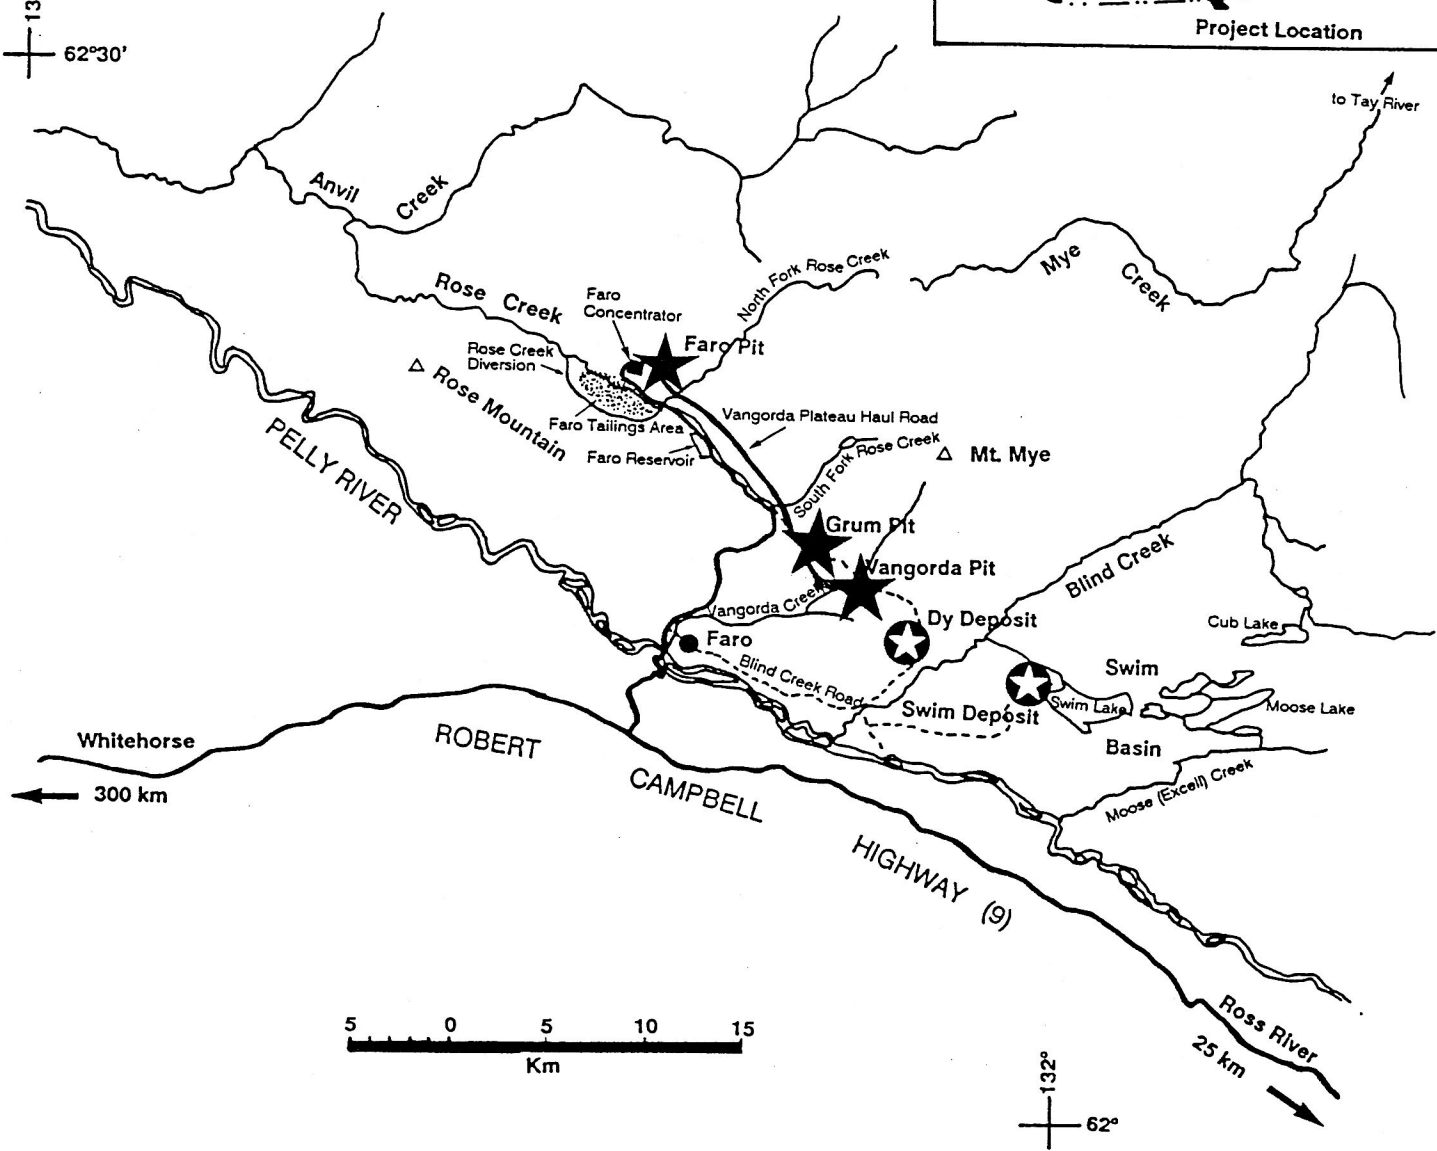 13
62°30'
Project Location
to Tay River
Anvil
Creek
Mye
Creek
North Fork Rose Creek
Rose Creek
Faro
Concentrator
Faro Pit
Rose Creek
Diversion
Rose Mountain
Vangorda Plateau Haul Road
Faro Tailings Area
Faro Reservoir
South Fork Rose Creek
Mt. Mye
PELLY RIVER
Grum Pit
Vangorda Pit
Blind Creek
Vangorda Creek
Dy Deposit
Cub Lake
Faro
Blind Creek Road
Swim
Swim Lake
Moose Lake
Swim Deposit
Basin
Whitehorse
300 km
ROBERT
CAMPBELL
HIGHWAY (9)
Moose (Excell) Creek
Ross River
25 km
5 0 5 10 15
Km
132°
62°